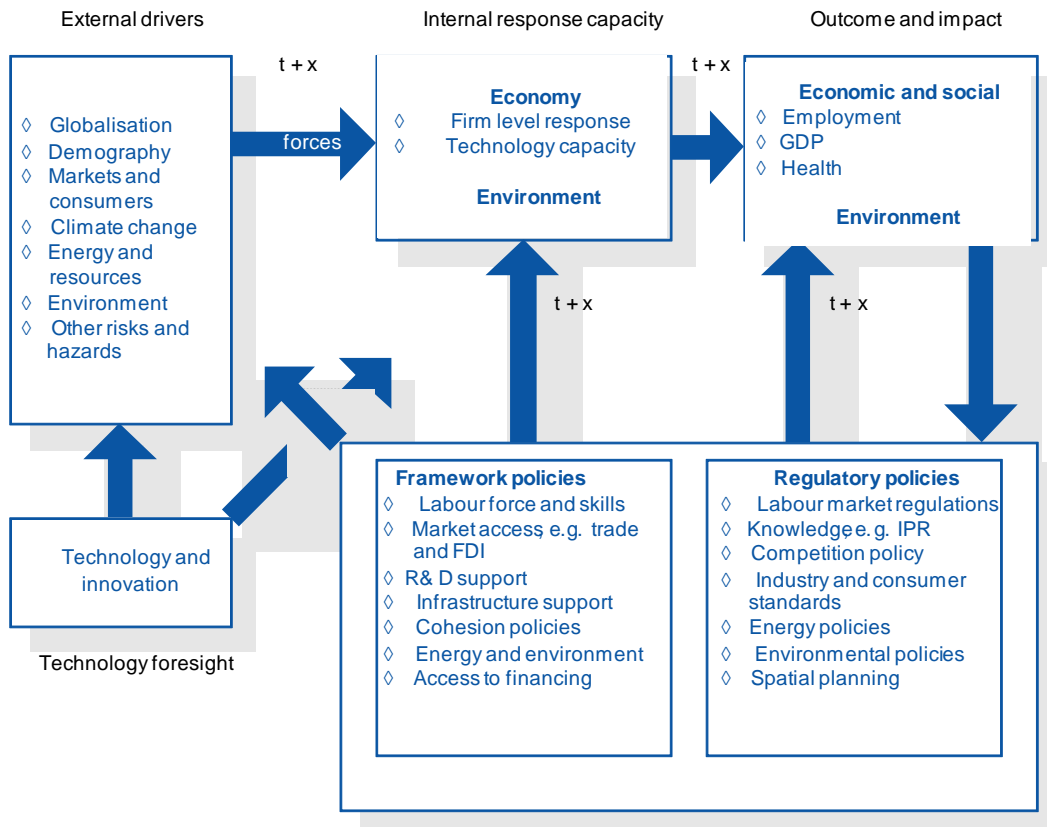 External drivers
Internal response capacity
Outcome and impact
t + x
t + x
◊ Globalisation
◊ Demography
◊ Markets and
consumers
◊ Climate change
◊ Energy and
resources
◊ Environment
◊ Other risks and
hazards
forces
Economy
◊ Firm level response
◊ Technology capacity
Environment
Economic and social
◊ Employment
◊ GDP
◊ Health
Environment
t + x
t + x
Technology and
innovation
Technology foresight
Framework policies
◊ Labour force and skills
◊ Market access, e.g. trade
and FDI
◊ R& D support
◊ Infrastructure support
◊ Cohesion policies
◊ Energy and environment
◊ Access to financing
Regulatory policies
◊ Labour market regulations
◊ Knowledge, e. g. IPR
◊ Competition policy
◊ Industry and consumer
standards
◊ Energy policies
◊ Environmental policies
◊ Spatial planning